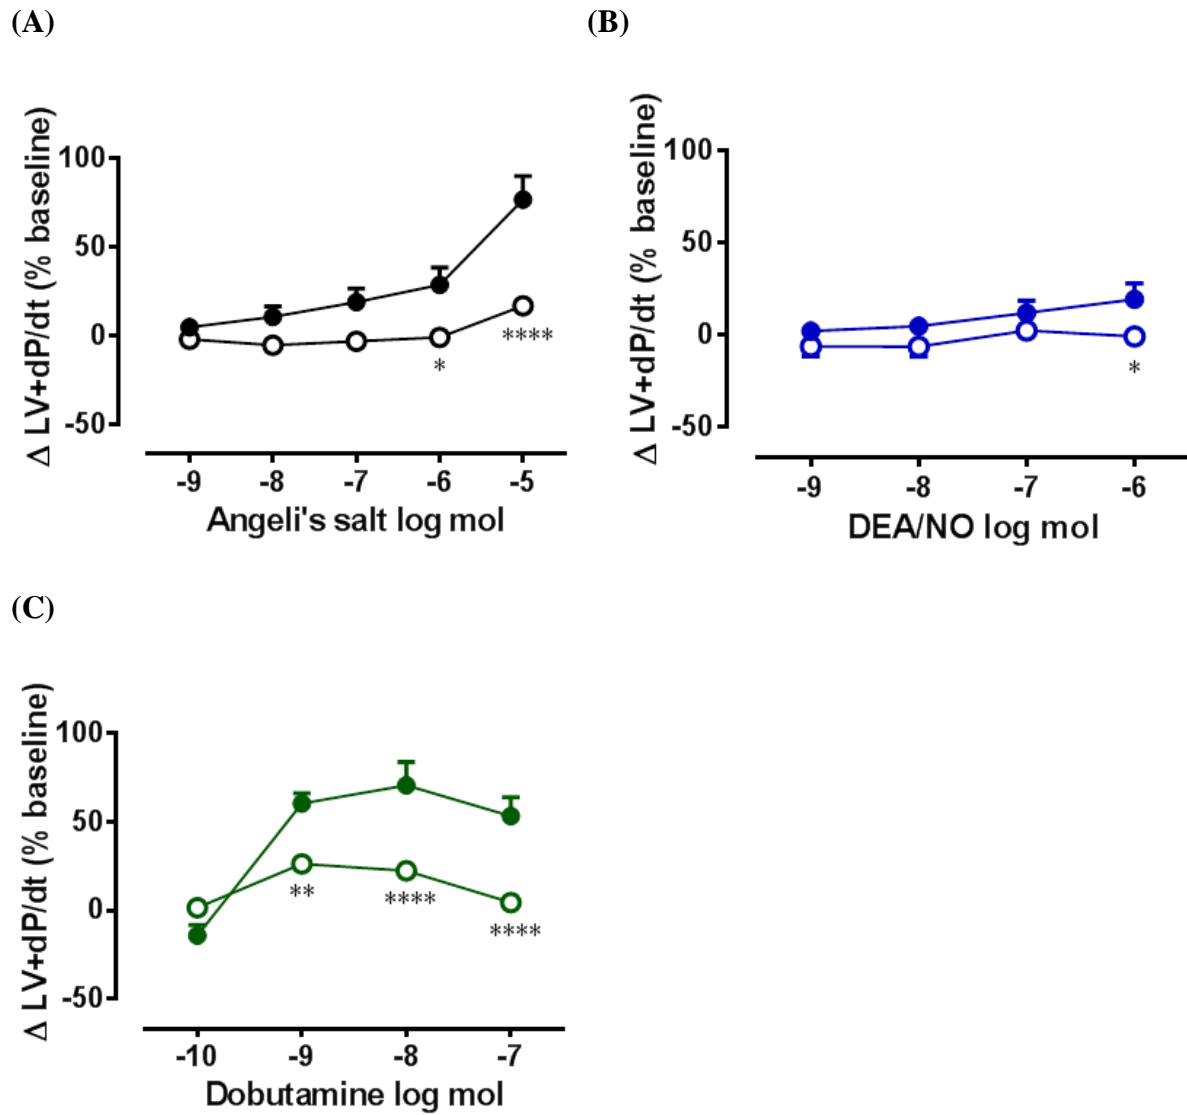 (A)
(B)
Δ LV+dP/dt (% baseline)
100
50
0
-50
*
****
-9 -8 -7 -6 -5
Angeli's salt log mol
Δ LV+dP/dt (% baseline)
100
50
0
-50
*
-9 -8 -7 -6
DEA/NO log mol
(C)
Δ LV+dP/dt (% baseline)
100
50
0
-50
**
****
****
-10 -9 -8 -7
Dobutamine log mol